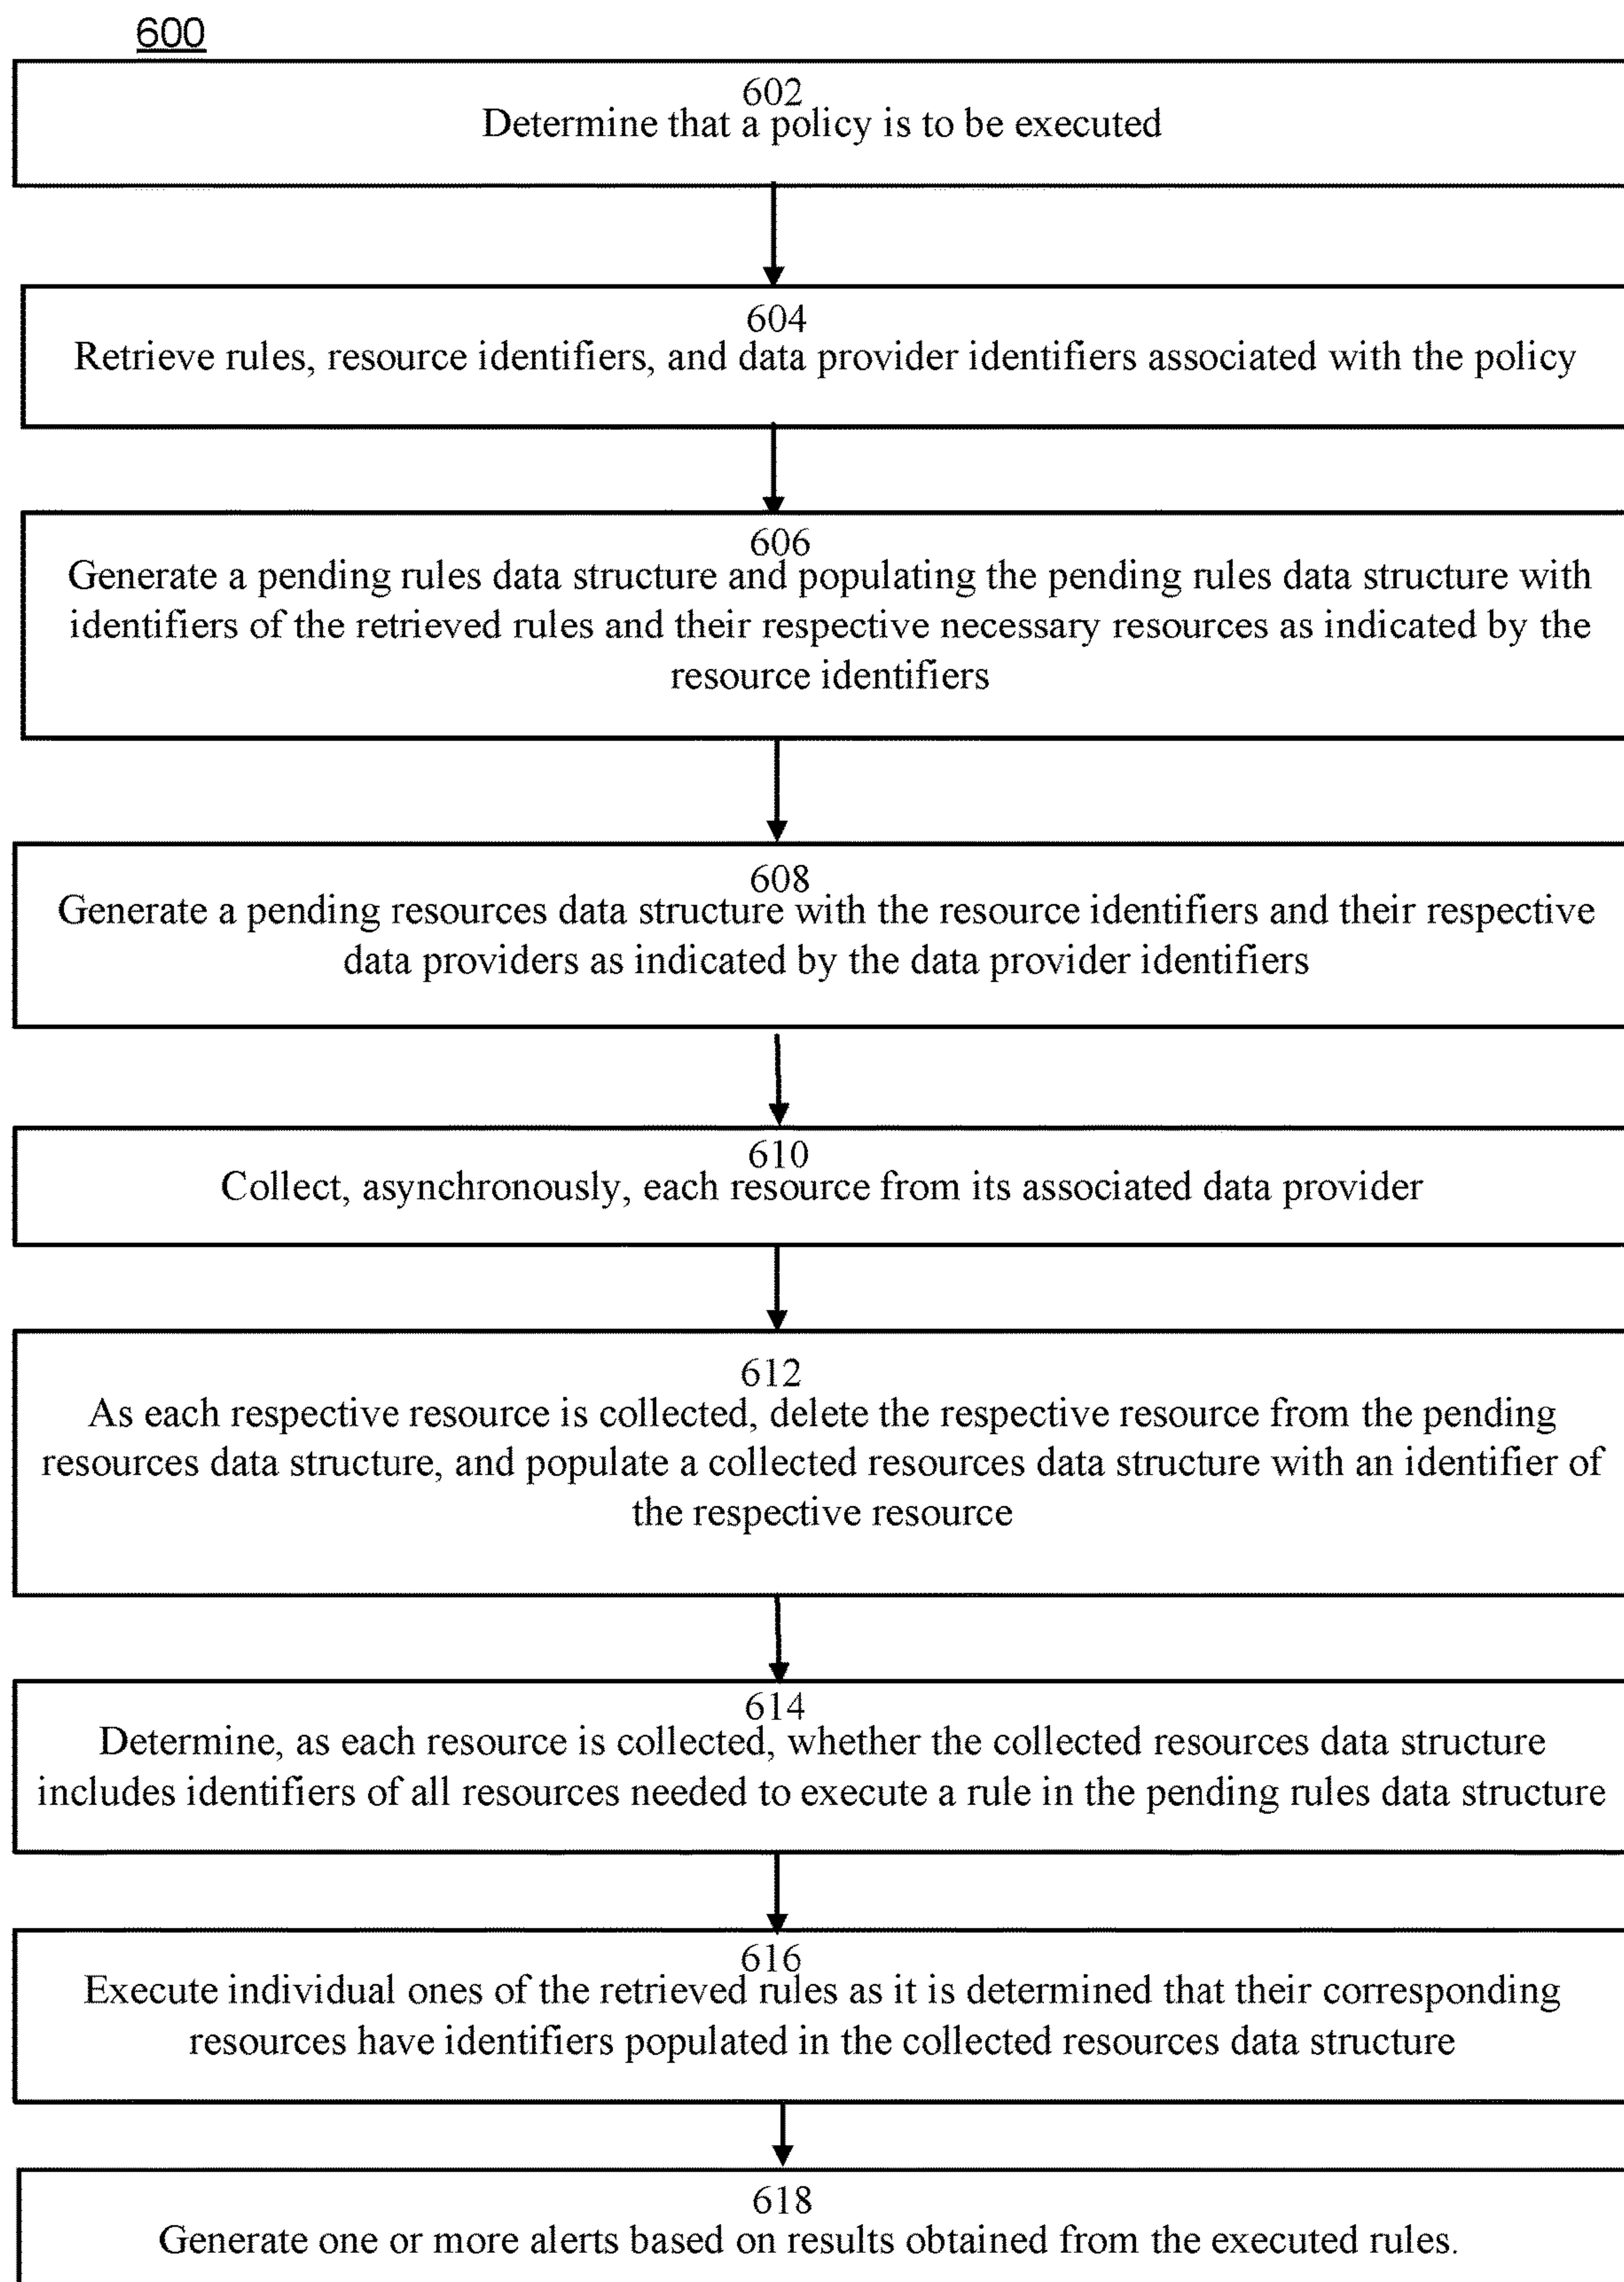 600
602
Determine that a policy is to be executed
604
Retrieve rules, resource identifiers, and data provider identifiers associated with the policy
606
Generate a pending rules data structure and populating the pending rules data structure with
identifiers of the retrieved rules and their respective necessary resources as indicated by the
resource identifiers
608
Generate a pending resources data structure with the resource identifiers and their respective
data providers as indicated by the data provider identifiers
610
Collect, asynchronously, each resource from its associated data provider
612
As each respective resource is collected, delete the respective resource from the pending
resources data structure, and populate a collected resources data structure with an identifier of
the respective resource
614
Determine, as each resource is collected, whether the collected resources data structure
includes identifiers of all resources needed to execute a rule in the pending rules data structure
616
Execute individual ones of the retrieved rules as it is determined that their corresponding
resources have identifiers populated in the collected resources data structure
618
Generate one or more alerts based on results obtained from the executed rules.